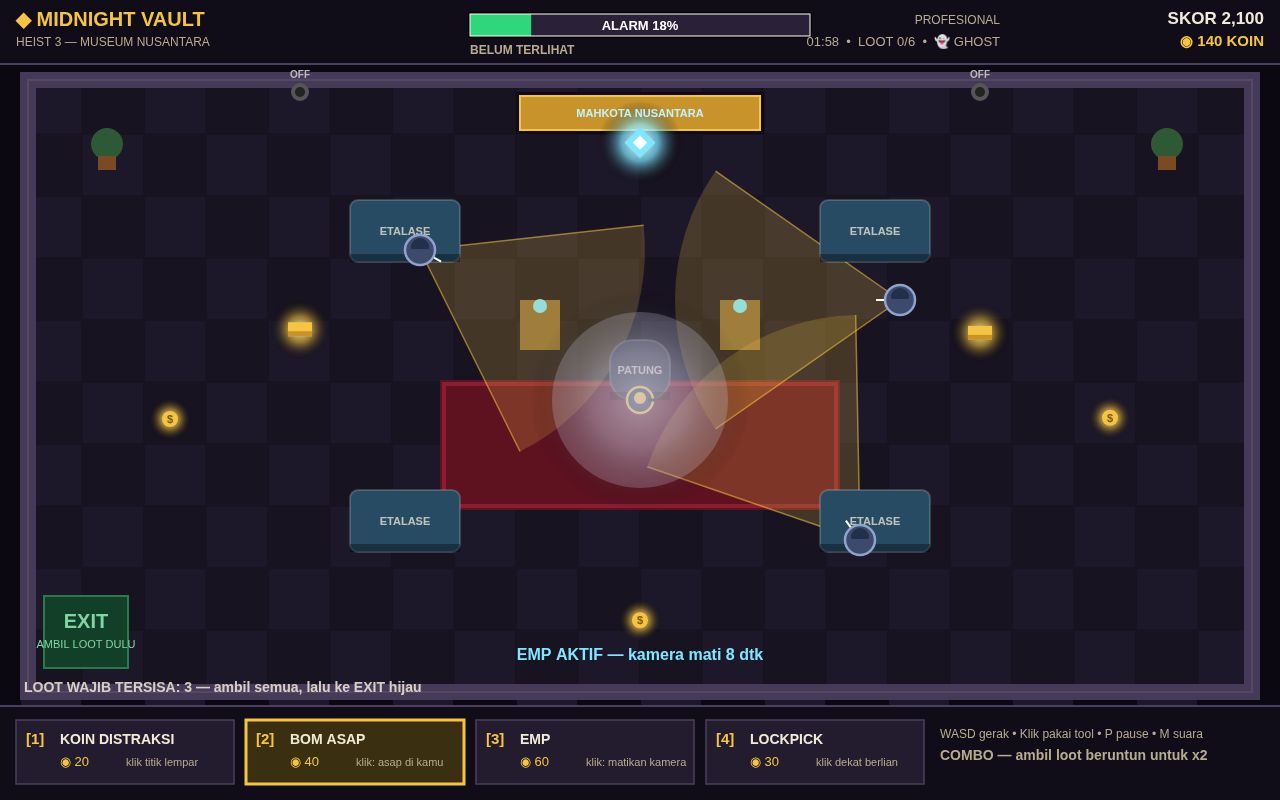 ◆ MIDNIGHT VAULT
HEIST 3 — MUSEUM NUSANTARA
ALARM 18%
BELUM TERLIHAT
PROFESIONAL
01:58 • LOOT 0/6 • 👻 GHOST
SKOR 2,100
◉ 140 KOIN
OFF
OFF
MAHKOTA NUSANTARA
ETALASE
ETALASE
PATUNG
$
$
ETALASE
ETALASE
EXIT
AMBIL LOOT DULU
$
EMP AKTIF — kamera mati 8 dtk
LOOT WAJIB TERSISA: 3 — ambil semua, lalu ke EXIT hijau
[1] KOIN DISTRAKSI
◉ 20 klik titik lempar
[2] BOM ASAP
◉ 40 klik: asap di kamu
[3] EMP
◉ 60 klik: matikan kamera
[4] LOCKPICK
◉ 30 klik dekat berlian
WASD gerak • Klik pakai tool • P pause • M suara
COMBO — ambil loot beruntun untuk x2